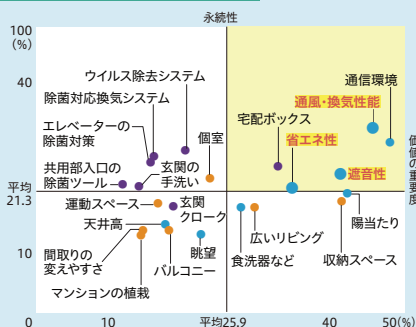 永続性
100
(%)
40
ウイルス除去システム
除菌対応換気システム
エレベーターの
除菌対策
個室
共用部入口の
除菌ツール
玄関の
手洗い
通信環境
通風・換気性能
宅配ボックス
省エネ性
遮音性
価値の重要度
平均
21.3
運動スペース
玄関
クローク
天井高
陽当たり
広いリビング
間取りの
変えやすさ
バルコニー
眺望
食洗器など
収納スペース
マンションの植栽
10
0
10
平均25.9
40
50(%)